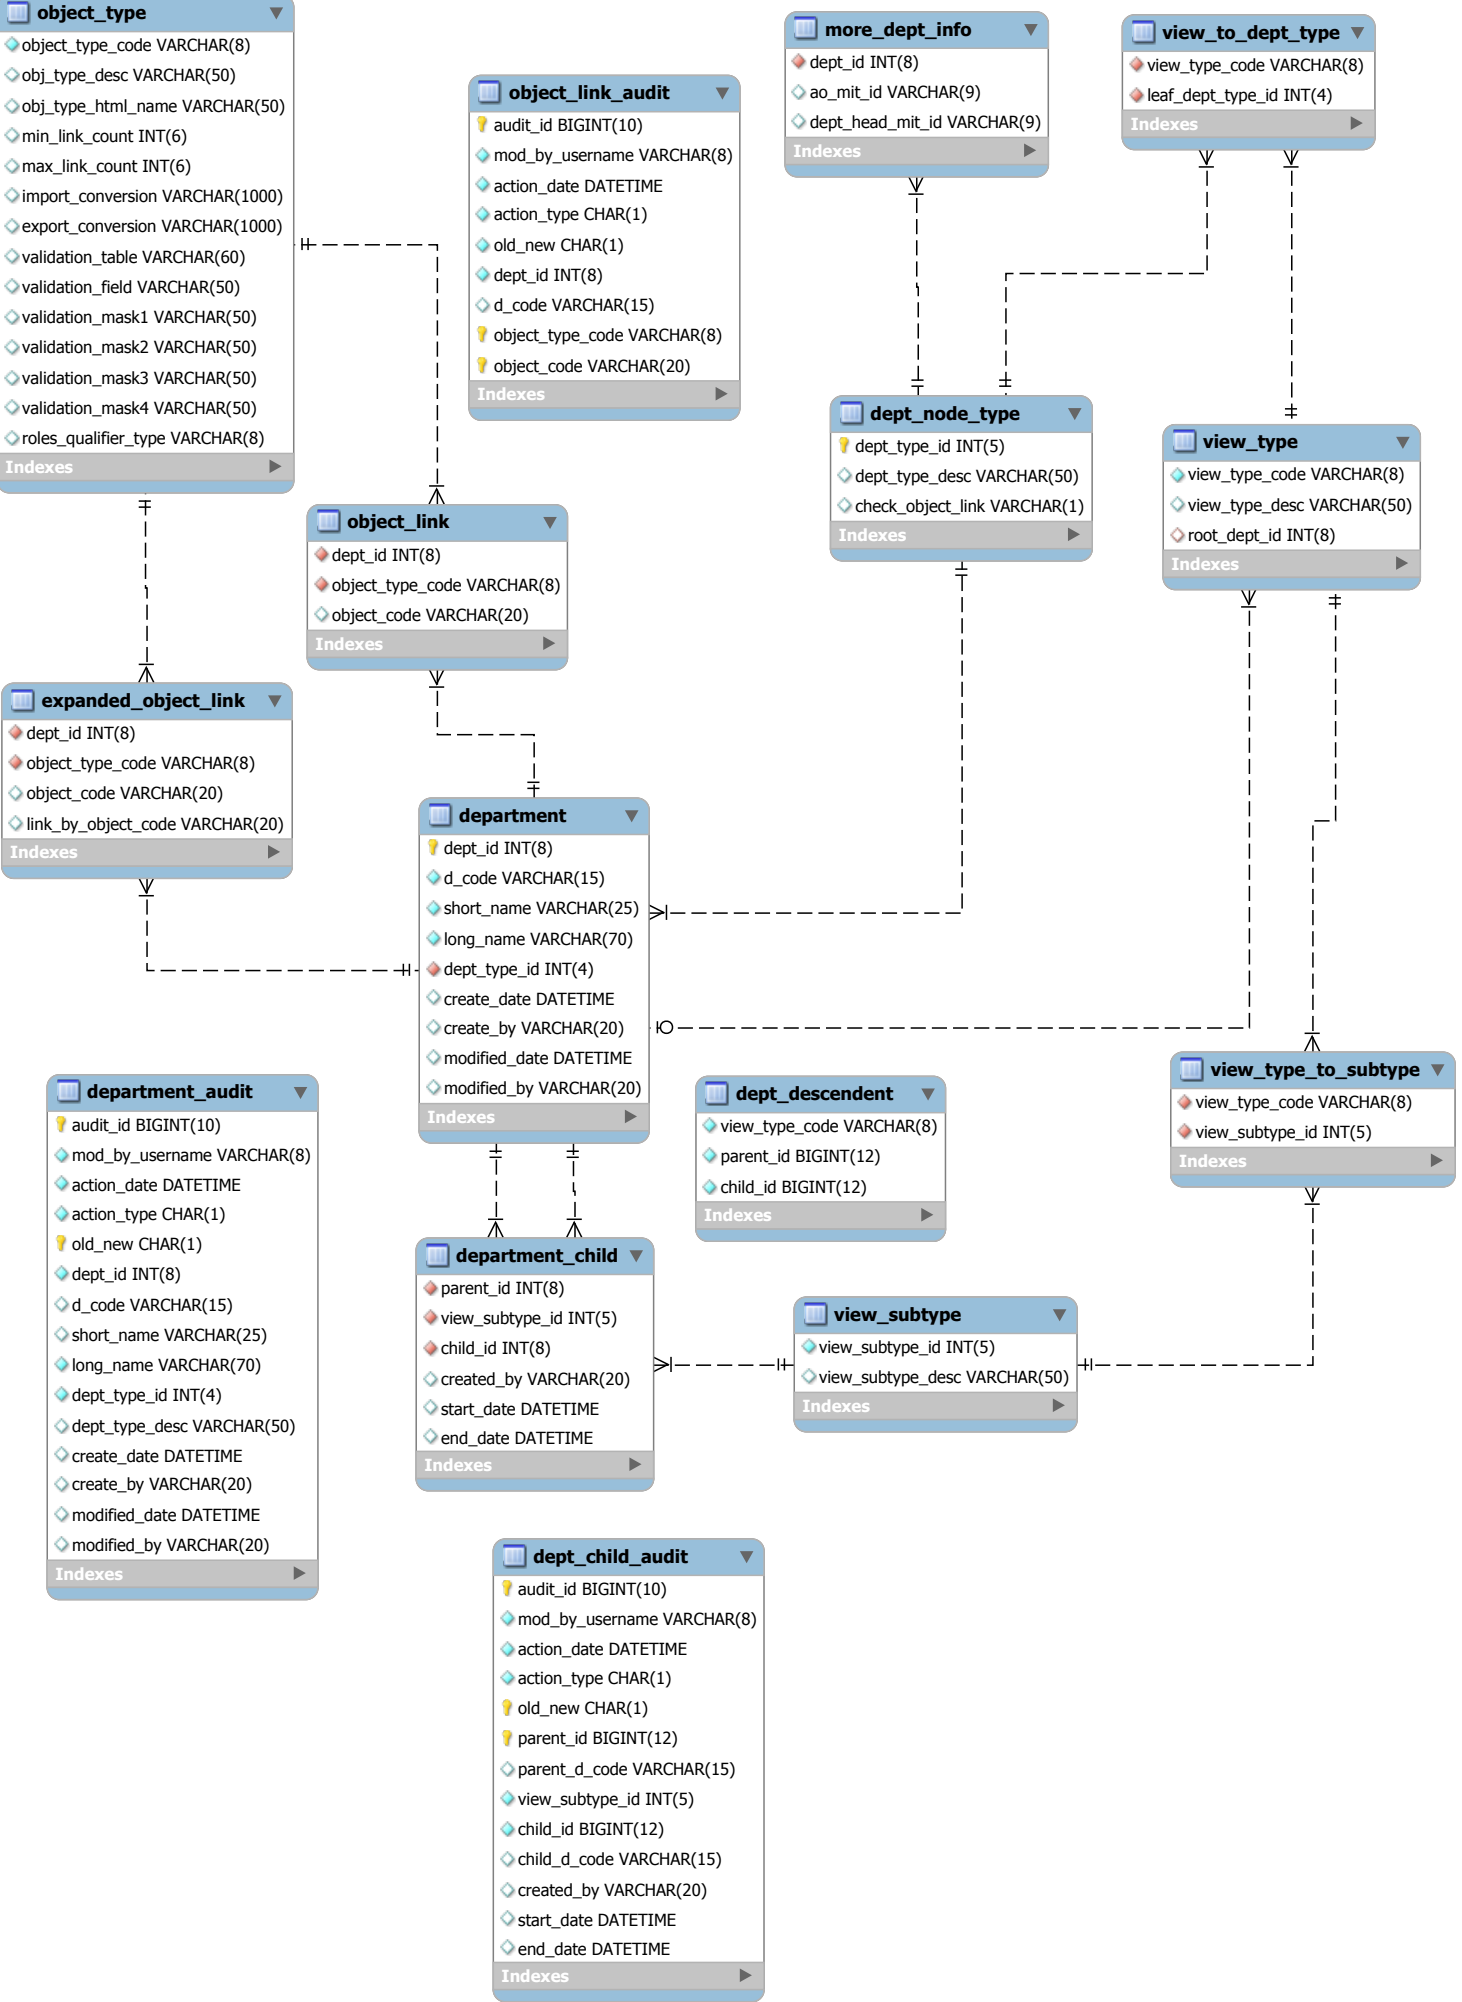 object_type
object_type_code VARCHAR(8)
obj_type_desc VARCHAR(50)
obj_type_html_name VARCHAR(50)
min_link_count INT(6)
max_link_count INT(6)
import_conversion VARCHAR(1000)
export_conversion VARCHAR(1000)
validation_table VARCHAR(60)
validation_field VARCHAR(50)
validation_mask1 VARCHAR(50)
validation_mask2 VARCHAR(50)
validation_mask3 VARCHAR(50)
validation_mask4 VARCHAR(50)
roles_qualifier_type VARCHAR(8)
Indexes
object_link_audit
audit_id BIGINT(10)
mod_by_username VARCHAR(8)
action_date DATETIME
action_type CHAR(1)
old_new CHAR(1)
dept_id INT(8)
d_code VARCHAR(15)
object_type_code VARCHAR(8)
object_code VARCHAR(20)
Indexes
more_dept_info
dept_id INT(8)
ao_mit_id VARCHAR(9)
dept_head_mit_id VARCHAR(9)
Indexes
view_to_dept_type
view_type_code VARCHAR(8)
leaf_dept_type_id INT(4)
Indexes
dept_node_type
dept_type_id INT(5)
dept_type_desc VARCHAR(50)
check_object_link VARCHAR(1)
Indexes
view_type
view_type_code VARCHAR(8)
view_type_desc VARCHAR(50)
root_dept_id INT(8)
Indexes
object_link
dept_id INT(8)
object_type_code VARCHAR(8)
object_code VARCHAR(20)
Indexes
expanded_object_link
dept_id INT(8)
object_type_code VARCHAR(8)
object_code VARCHAR(20)
link_by_object_code VARCHAR(20)
Indexes
department
dept_id INT(8)
d_code VARCHAR(15)
short_name VARCHAR(25)
long_name VARCHAR(70)
dept_type_id INT(4)
create_date DATETIME
create_by VARCHAR(20)
modified_date DATETIME
modified_by VARCHAR(20)
Indexes
department_audit
audit_id BIGINT(10)
mod_by_username VARCHAR(8)
action_date DATETIME
action_type CHAR(1)
old_new CHAR(1)
dept_id INT(8)
d_code VARCHAR(15)
short_name VARCHAR(25)
long_name VARCHAR(70)
dept_type_id INT(4)
dept_type_desc VARCHAR(50)
create_date DATETIME
create_by VARCHAR(20)
modified_date DATETIME
modified_by VARCHAR(20)
Indexes
dept_descendent
view_type_code VARCHAR(8)
parent_id BIGINT(12)
child_id BIGINT(12)
Indexes
view_type_to_subtype
view_type_code VARCHAR(8)
view_subtype_id INT(5)
Indexes
department_child
parent_id INT(8)
view_subtype_id INT(5)
child_id INT(8)
created_by VARCHAR(20)
start_date DATETIME
end_date DATETIME
Indexes
view_subtype
view_subtype_id INT(5)
view_subtype_desc VARCHAR(50)
Indexes
dept_child_audit
audit_id BIGINT(10)
mod_by_username VARCHAR(8)
action_date DATETIME
action_type CHAR(1)
old_new CHAR(1)
parent_id BIGINT(12)
parent_d_code VARCHAR(15)
view_subtype_id INT(5)
child_id BIGINT(12)
child_d_code VARCHAR(15)
created_by VARCHAR(20)
start_date DATETIME
end_date DATETIME
Indexes